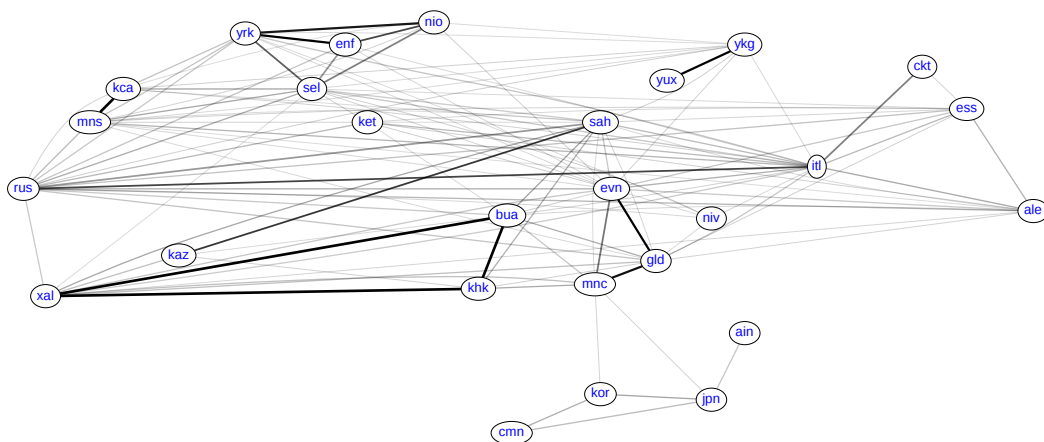 nio
yrk
enf
ykg
ckt
yux
kca
sel
ess
mns
ket
sah
itl
rus
evn
ale
bua
niv
kaz
gld
mnc
khk
xal
ain
kor
jpn
cmn